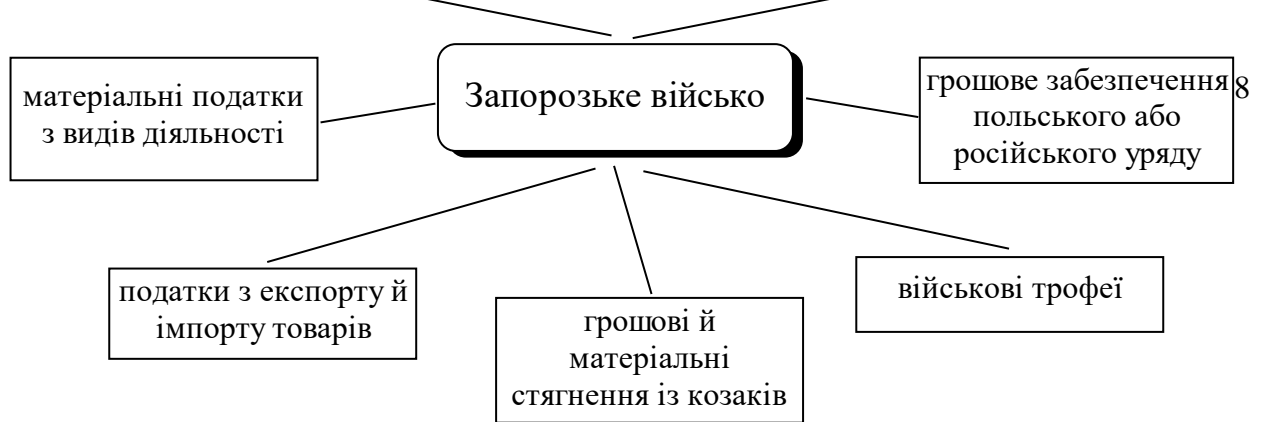 матеріальні податки
з видів діяльності
Запорозьке військо
грошове забезпечення
польського або
російського уряду
8
податки з експорту й
імпорту товарів
грошові й
матеріальні
стягнення із козаків
військові трофеї